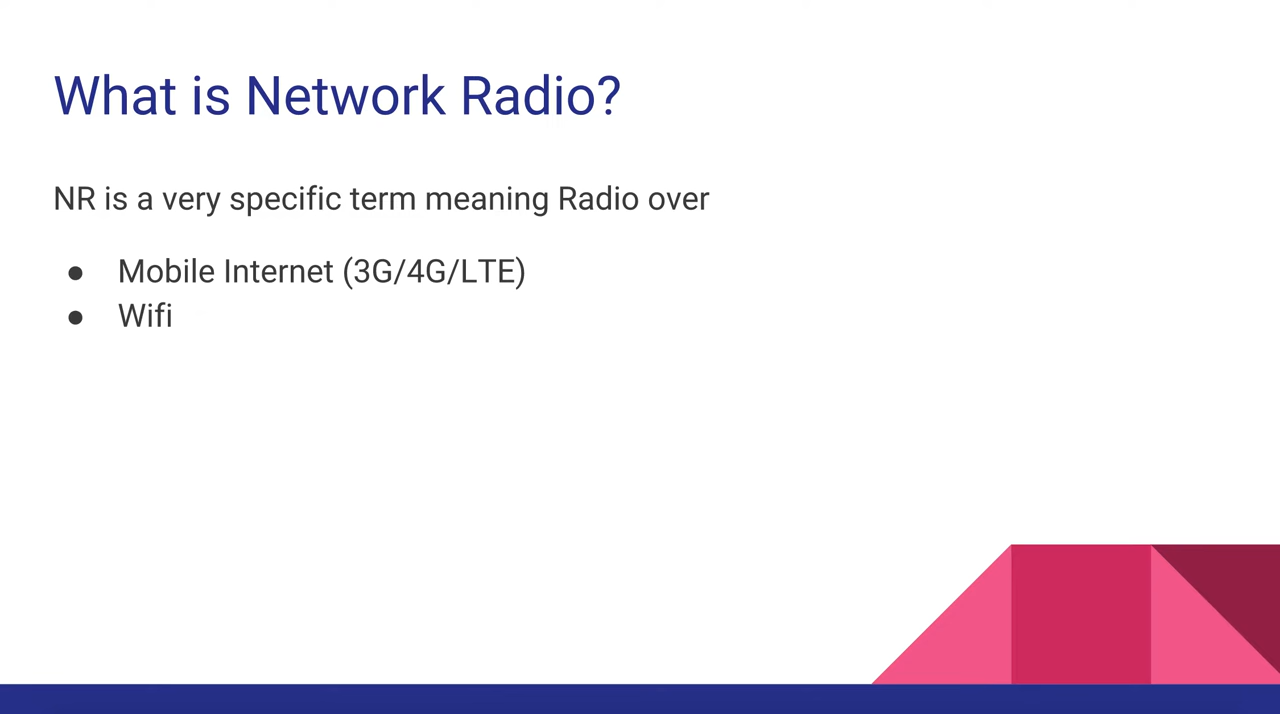 What is Network Radio?
NR is a very specific term meaning Radio over
● Mobile Internet (3G/4G/LTE)
● Wifi